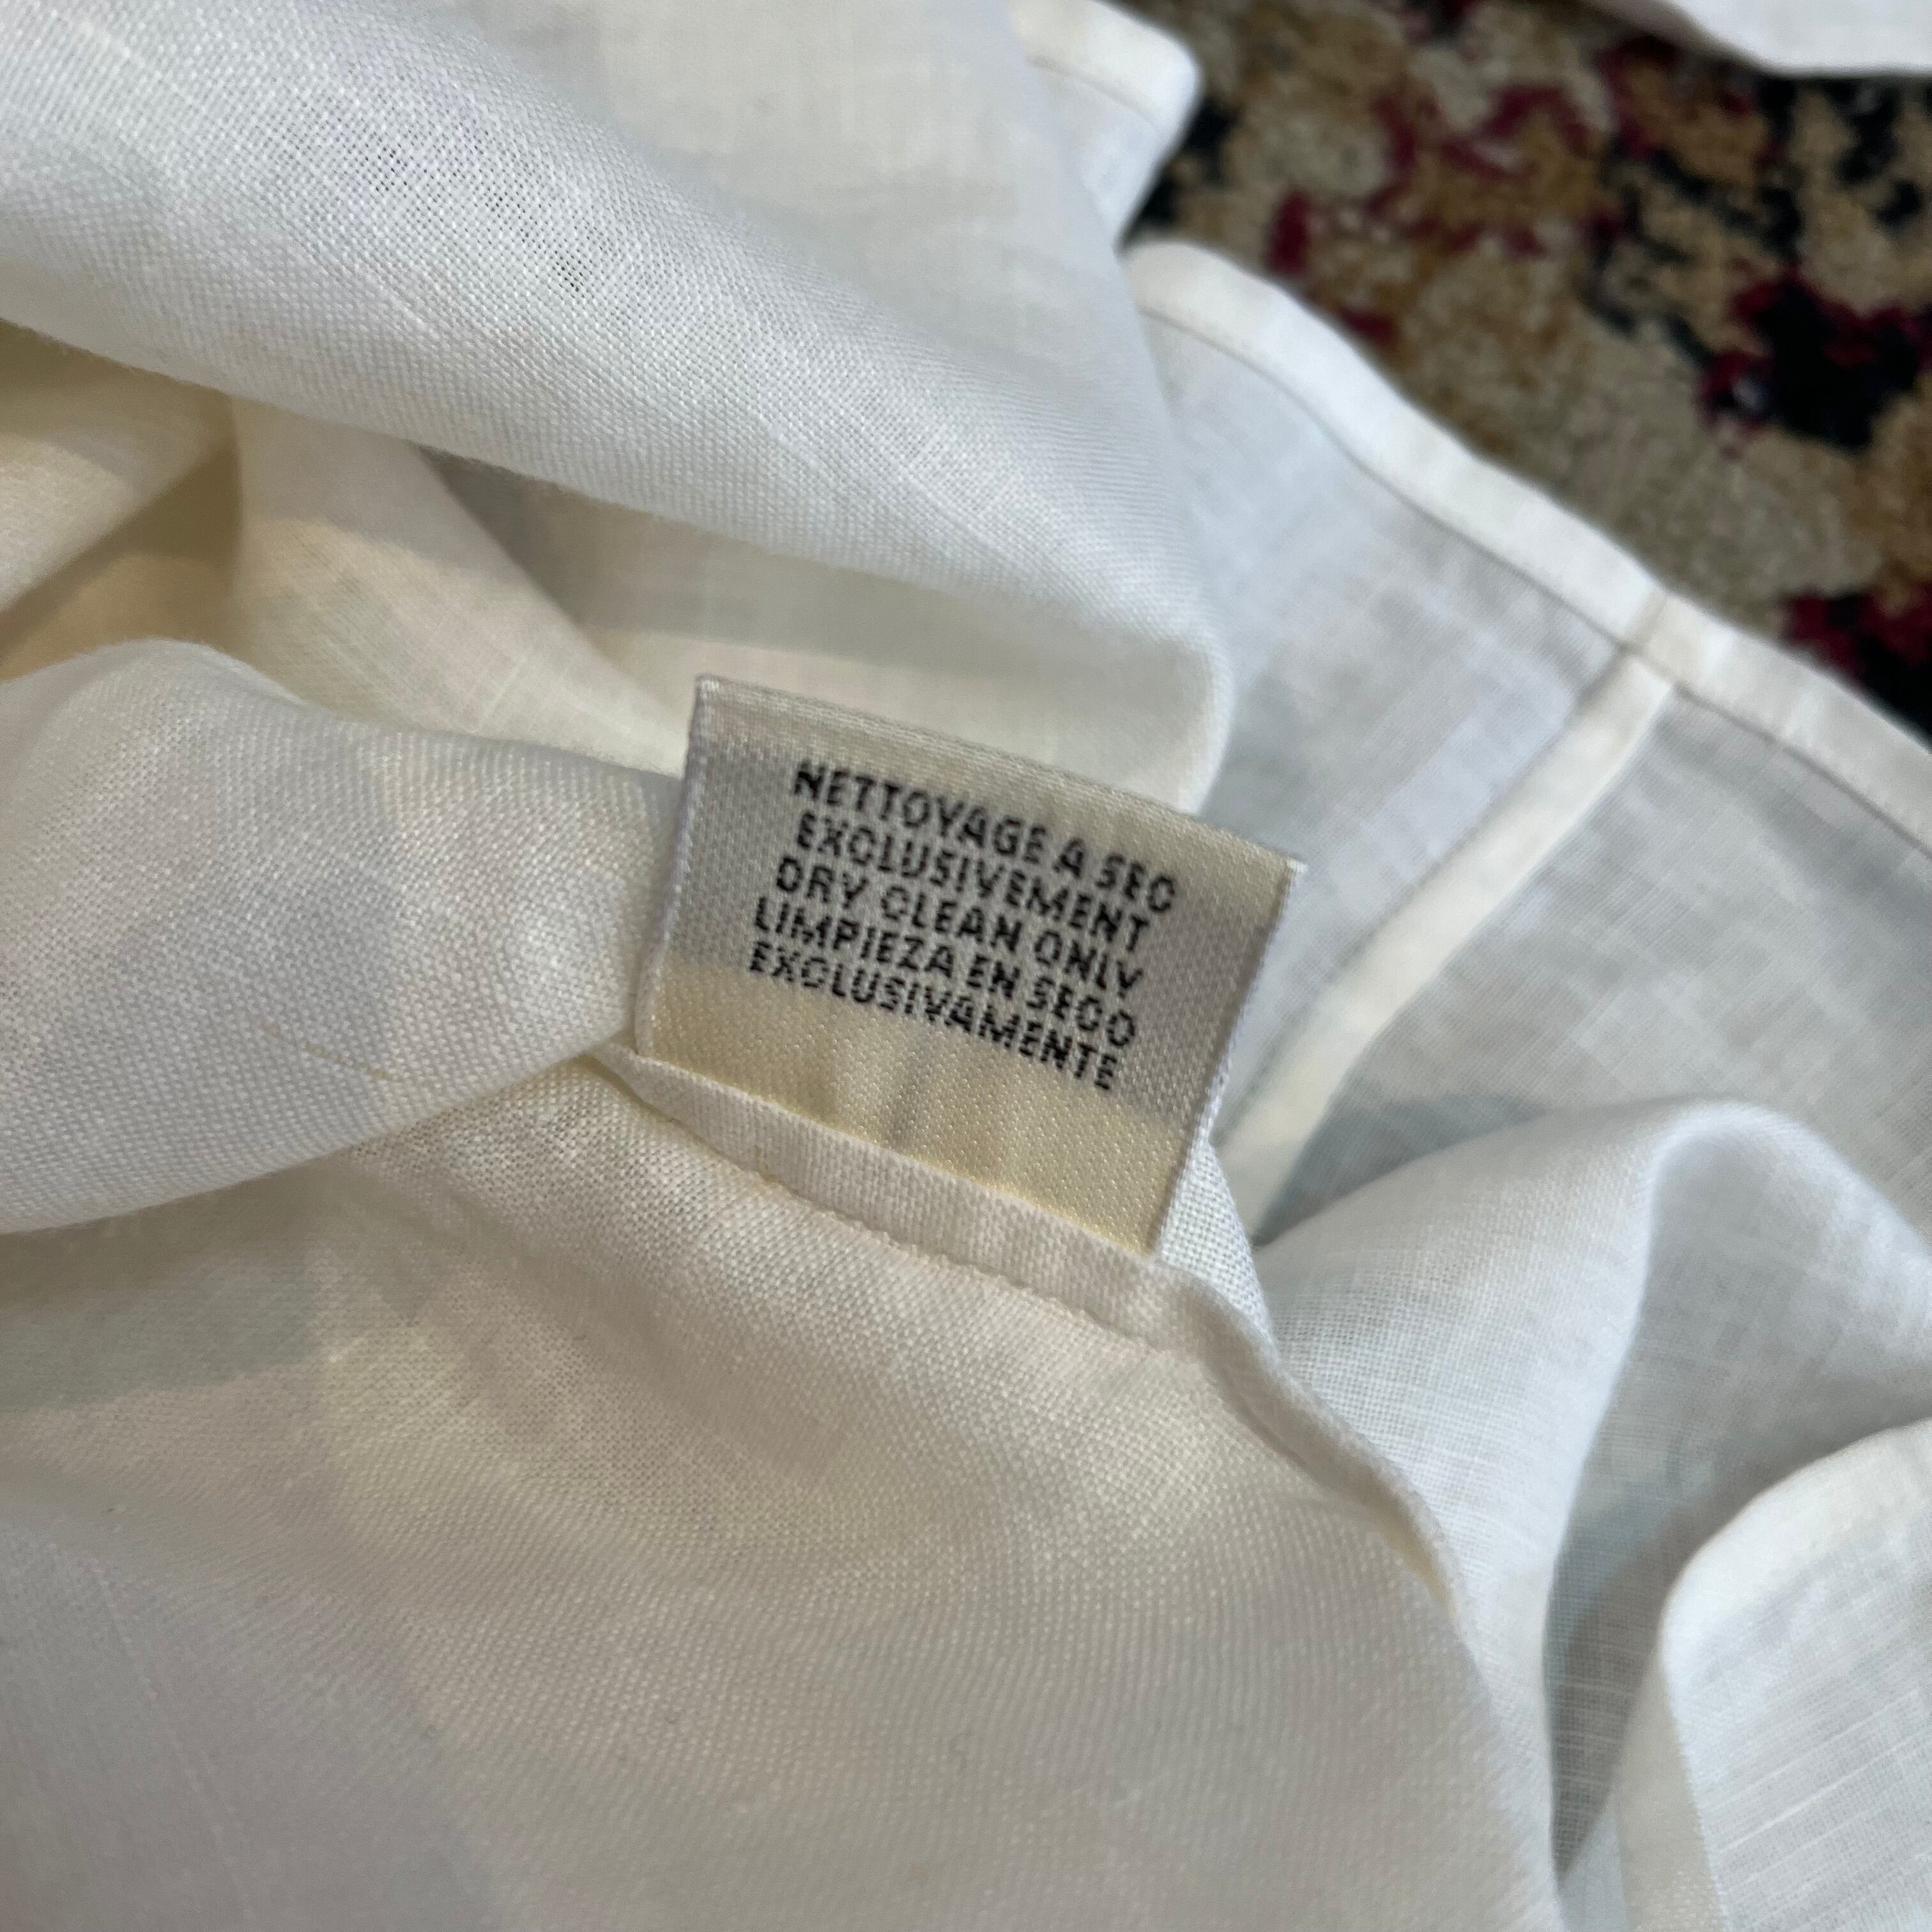 NETTOYAGE A SEC
EXCLUSIVEMENT
DRY CLEAN ONLY
LIMPIEZA EN SECO
EXCLUSIVAMENTE